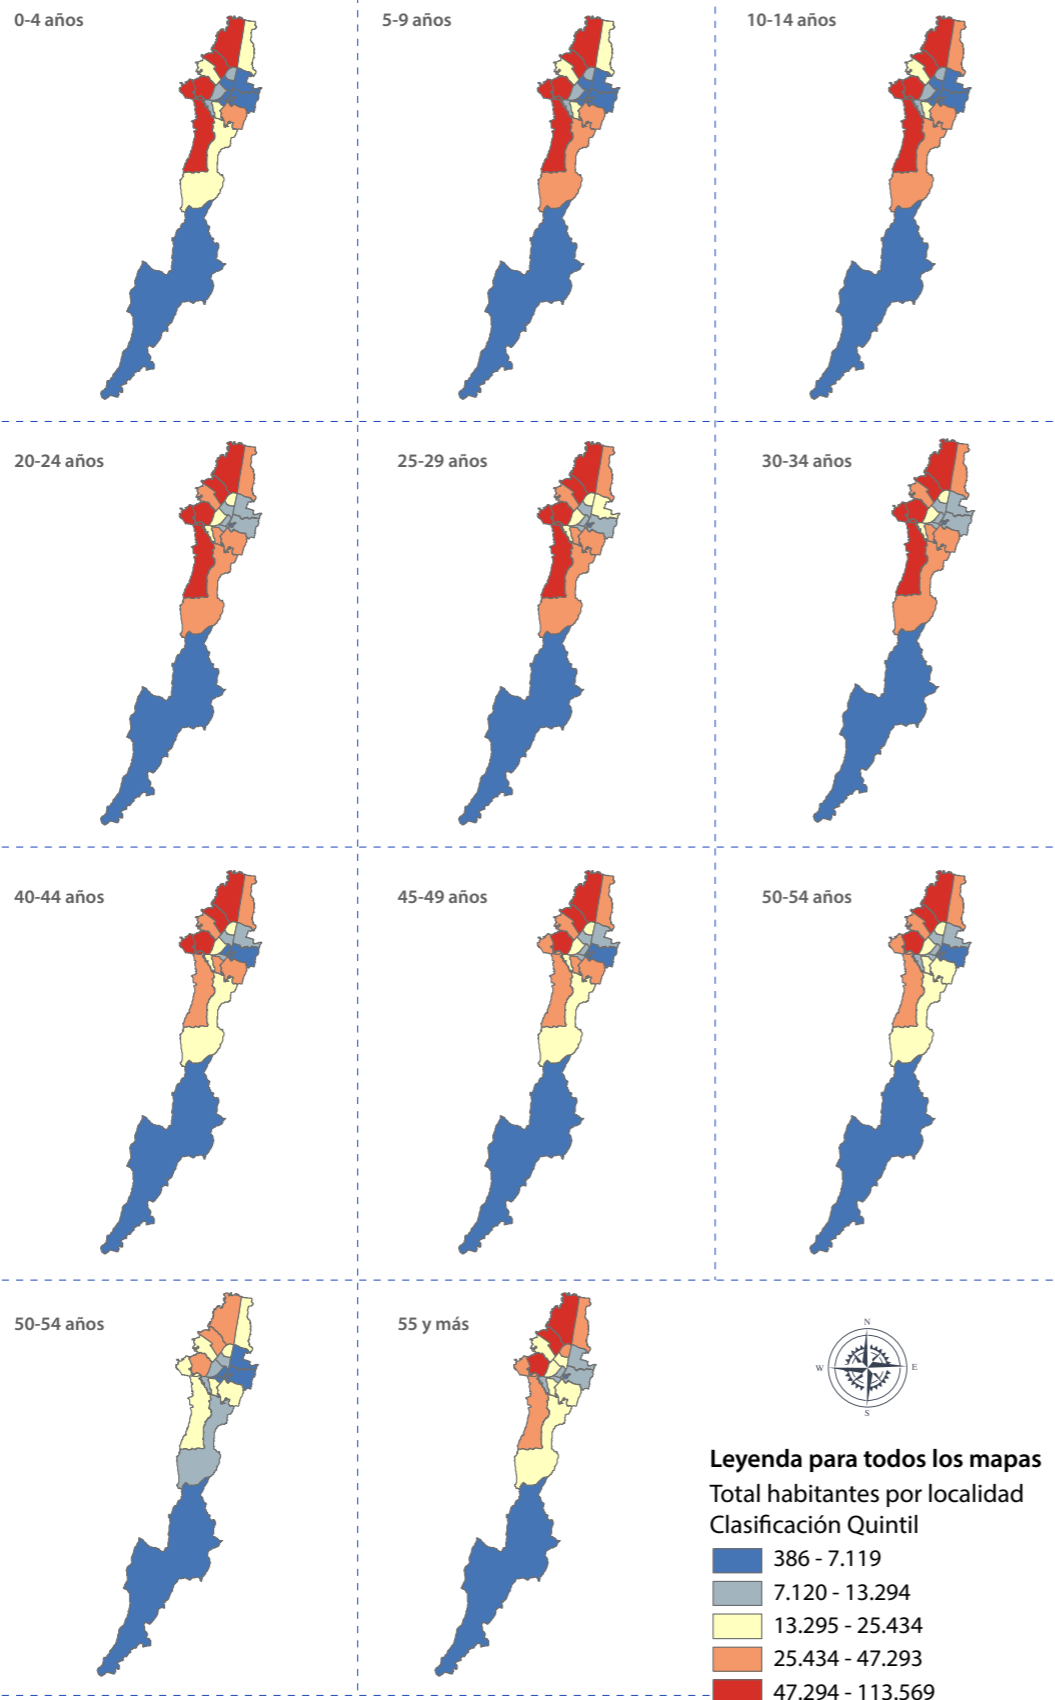 0-4 años
5-9 años
10-14 años
20-24 años
25-29 años
30-34 años
40-44 años
45-49 años
50-54 años
50-54 años
55 y más
N
W
E
S
Leyenda para todos los mapas
Total habitantes por localidad
Clasificación Quintil
386 - 7.119
7.120 - 13.294
13.295 - 25.434
25.434 - 47.293
47.294 - 113.569